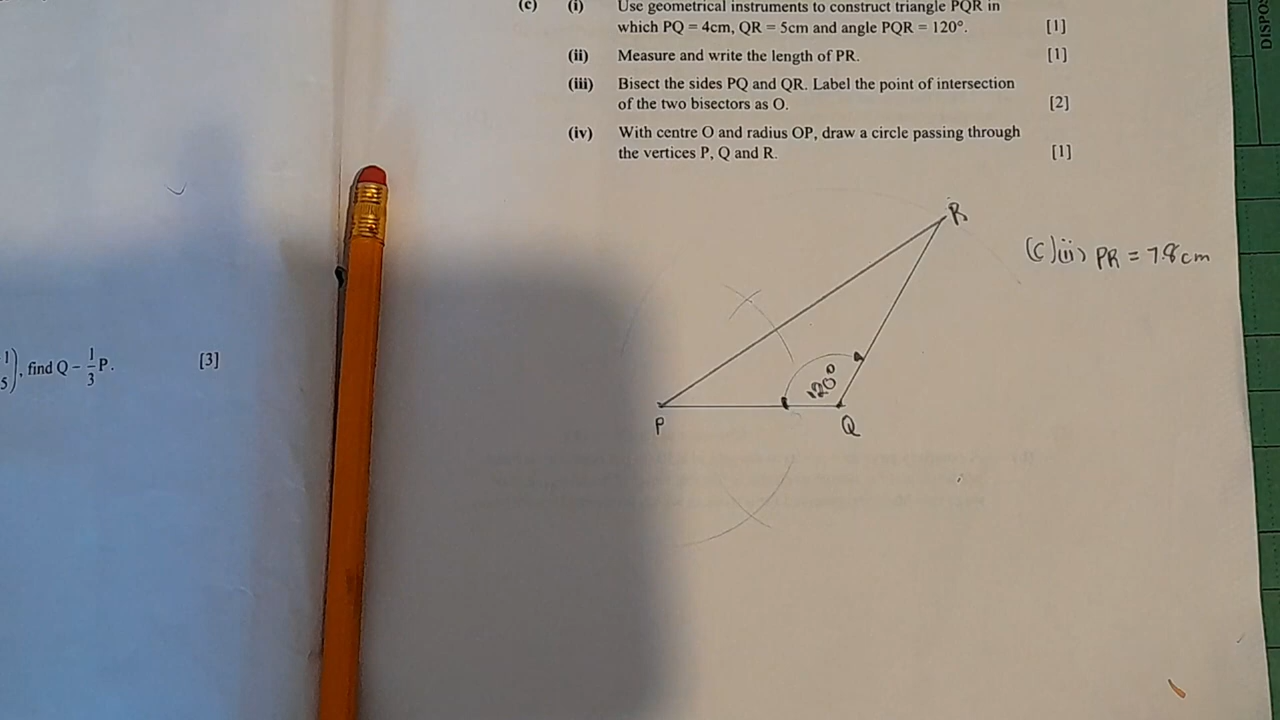 (c) (i) Use geometrical instruments to construct triangle PQR in
which PQ = 4cm, QR = 5cm and angle PQR = 120°. [1]
(ii) Measure and write the length of PR. [1]
(iii) Bisect the sides PQ and QR. Label the point of intersection
of the two bisectors as O. [2]
(iv) With centre O and radius OP, draw a circle passing through
the vertices P, Q and R. [1]
R
(C)(ii) PR = 7.8cm
1
5), find Q - 1/3 P. [3]
120°
P
Q
DISPOS